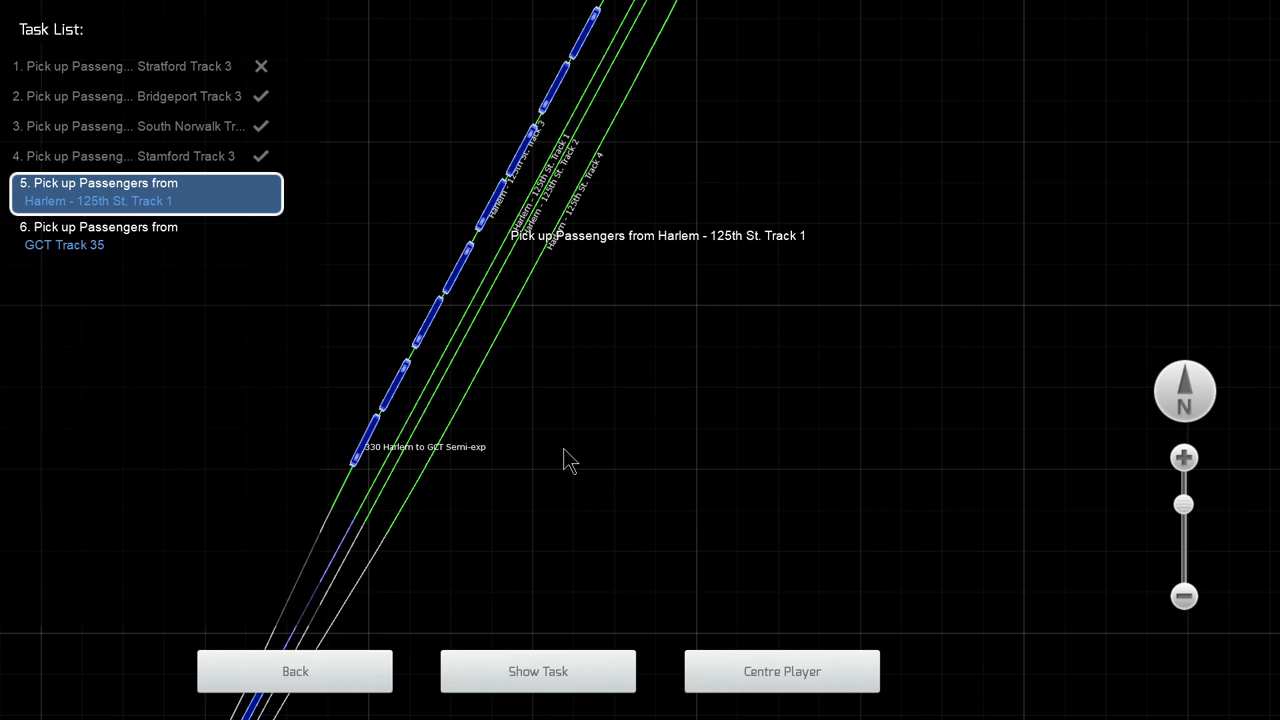 Task List:
1. Pick up Passeng... Stratford Track 3
2. Pick up Passeng... Bridgeport Track 3
3. Pick up Passeng... South Norwalk Tr...
4. Pick up Passeng... Stamford Track 3
5. Pick up Passengers from
Harlem - 125th St. Track 1
6. Pick up Passengers from
GCT Track 35
Harlem - 125th St. Track 3
Harlem - 125th St. Track 1
Harlem - 125th St. Track 2
Harlem - 125th St. Track 4
Pick up Passengers from Harlem - 125th St. Track 1
330 Harlem to GCT Semi-exp
N
Back
Show Task
Centre Player